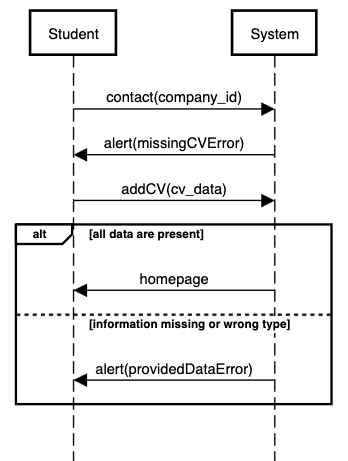 Student System
contact(company_id)
alert(missingCVError)
addCV(cv_data)
alt [all data are present]
homepage
[information missing or wrong type]
alert(providedDataError)